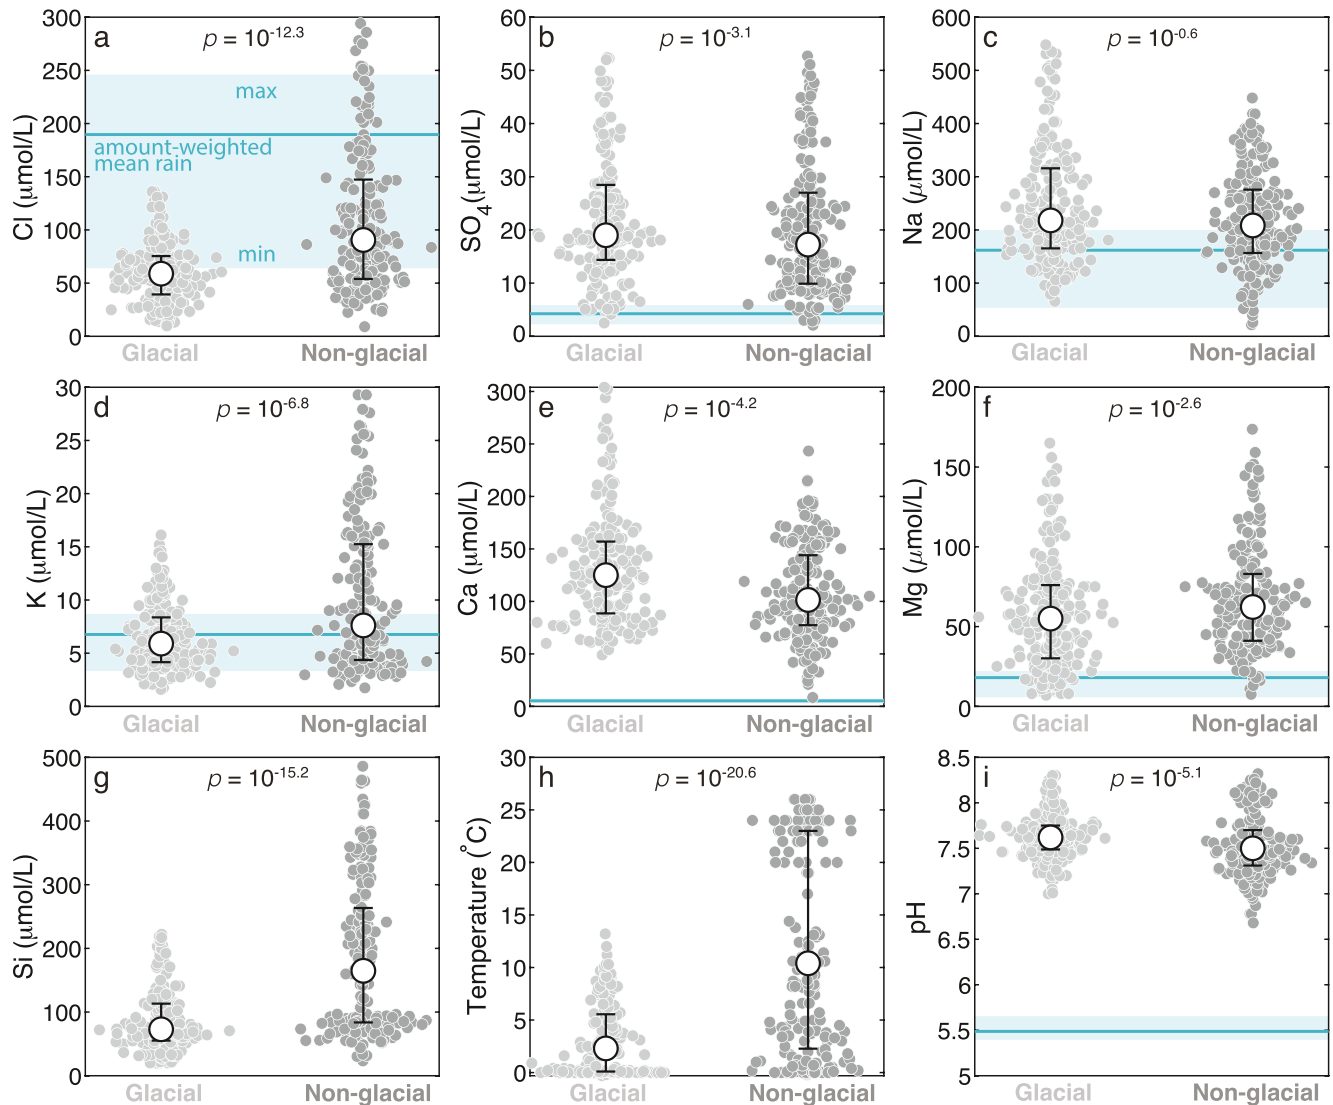 a
p = 10^-12.3
Cl (μmol/L)
300
250
200
150
100
50
0
max
amount-weighted
mean rain
min
Glacial
Non-glacial
b
p = 10^-3.1
SO4(μmol/L)
60
50
40
30
20
10
0
Glacial
Non-glacial
c
p = 10^-0.6
Na (μmol/L)
600
500
400
300
200
100
0
Glacial
Non-glacial
d
p = 10^-6.8
K (μmol/L)
30
25
20
15
10
5
0
Glacial
Non-glacial
e
p = 10^-4.2
Ca (μmol/L)
300
250
200
150
100
50
0
Glacial
Non-glacial
f
p = 10^-2.6
Mg (μmol/L)
200
150
100
50
0
Glacial
Non-glacial
g
p = 10^-15.2
Si (μmol/L)
500
400
300
200
100
0
Glacial
Non-glacial
h
p = 10^-20.6
Temperature (°C)
30
25
20
15
10
5
0
Glacial
Non-glacial
i
p = 10^-5.1
pH
8.5
8
7.5
7
6.5
6
5.5
5
Glacial
Non-glacial